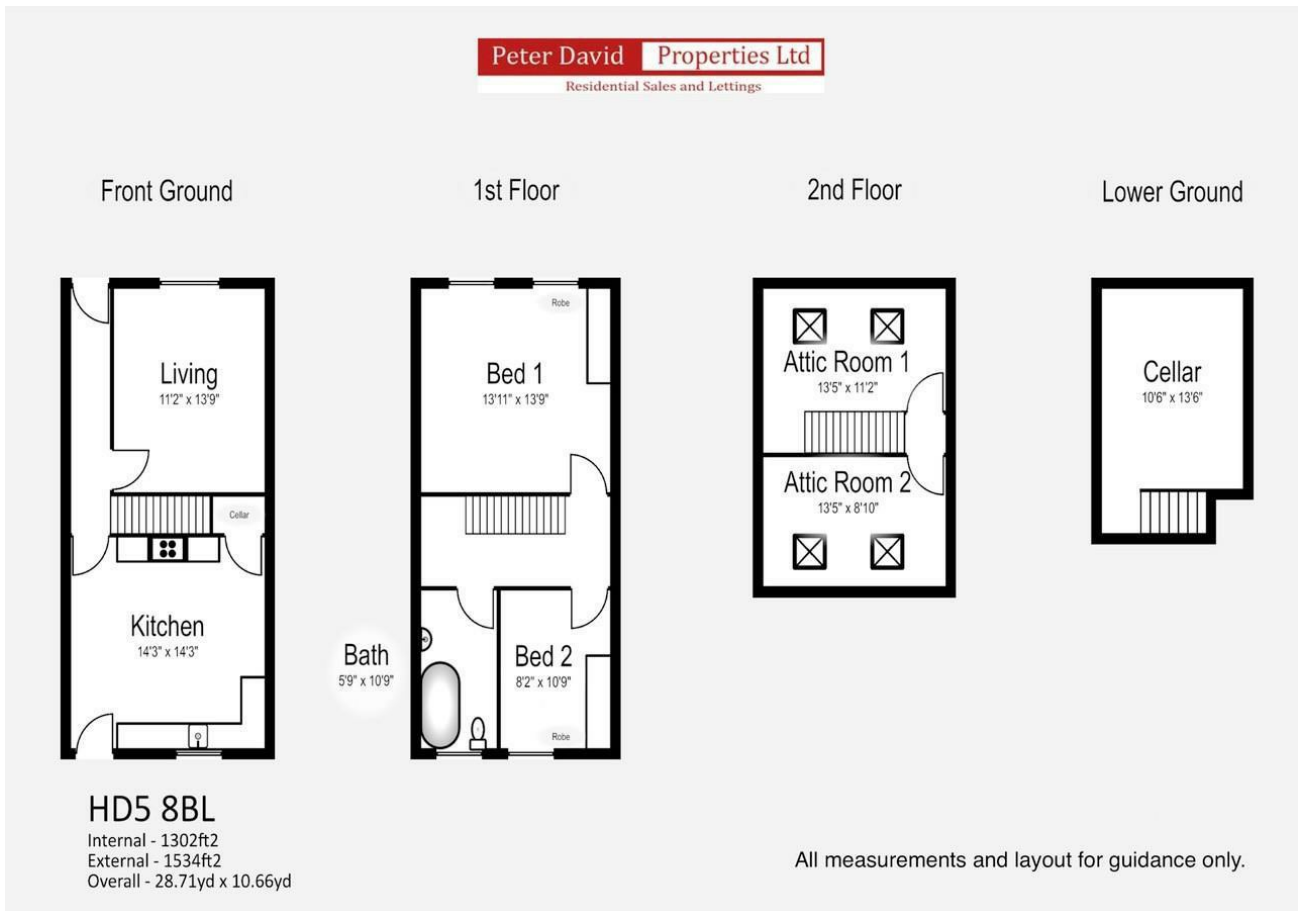 Peter David Properties Ltd
Residential Sales and Lettings
Front Ground
1st Floor
2nd Floor
Lower Ground
Living
11'2" x 13'9"
Cellar
Kitchen
14'3" x 14'3"
Robe
Bed 1
13'11" x 13'9"
Bath
5'9" x 10'9"
Bed 2
8'2" x 10'9"
Robe
Attic Room 1
13'5" x 11'2"
Attic Room 2
13'5" x 8'10"
Cellar
10'6" x 13'6"
HD5 8BL
Internal - 1302ft2
External - 1534ft2
Overall - 28.71yd x 10.66yd
All measurements and layout for guidance only.